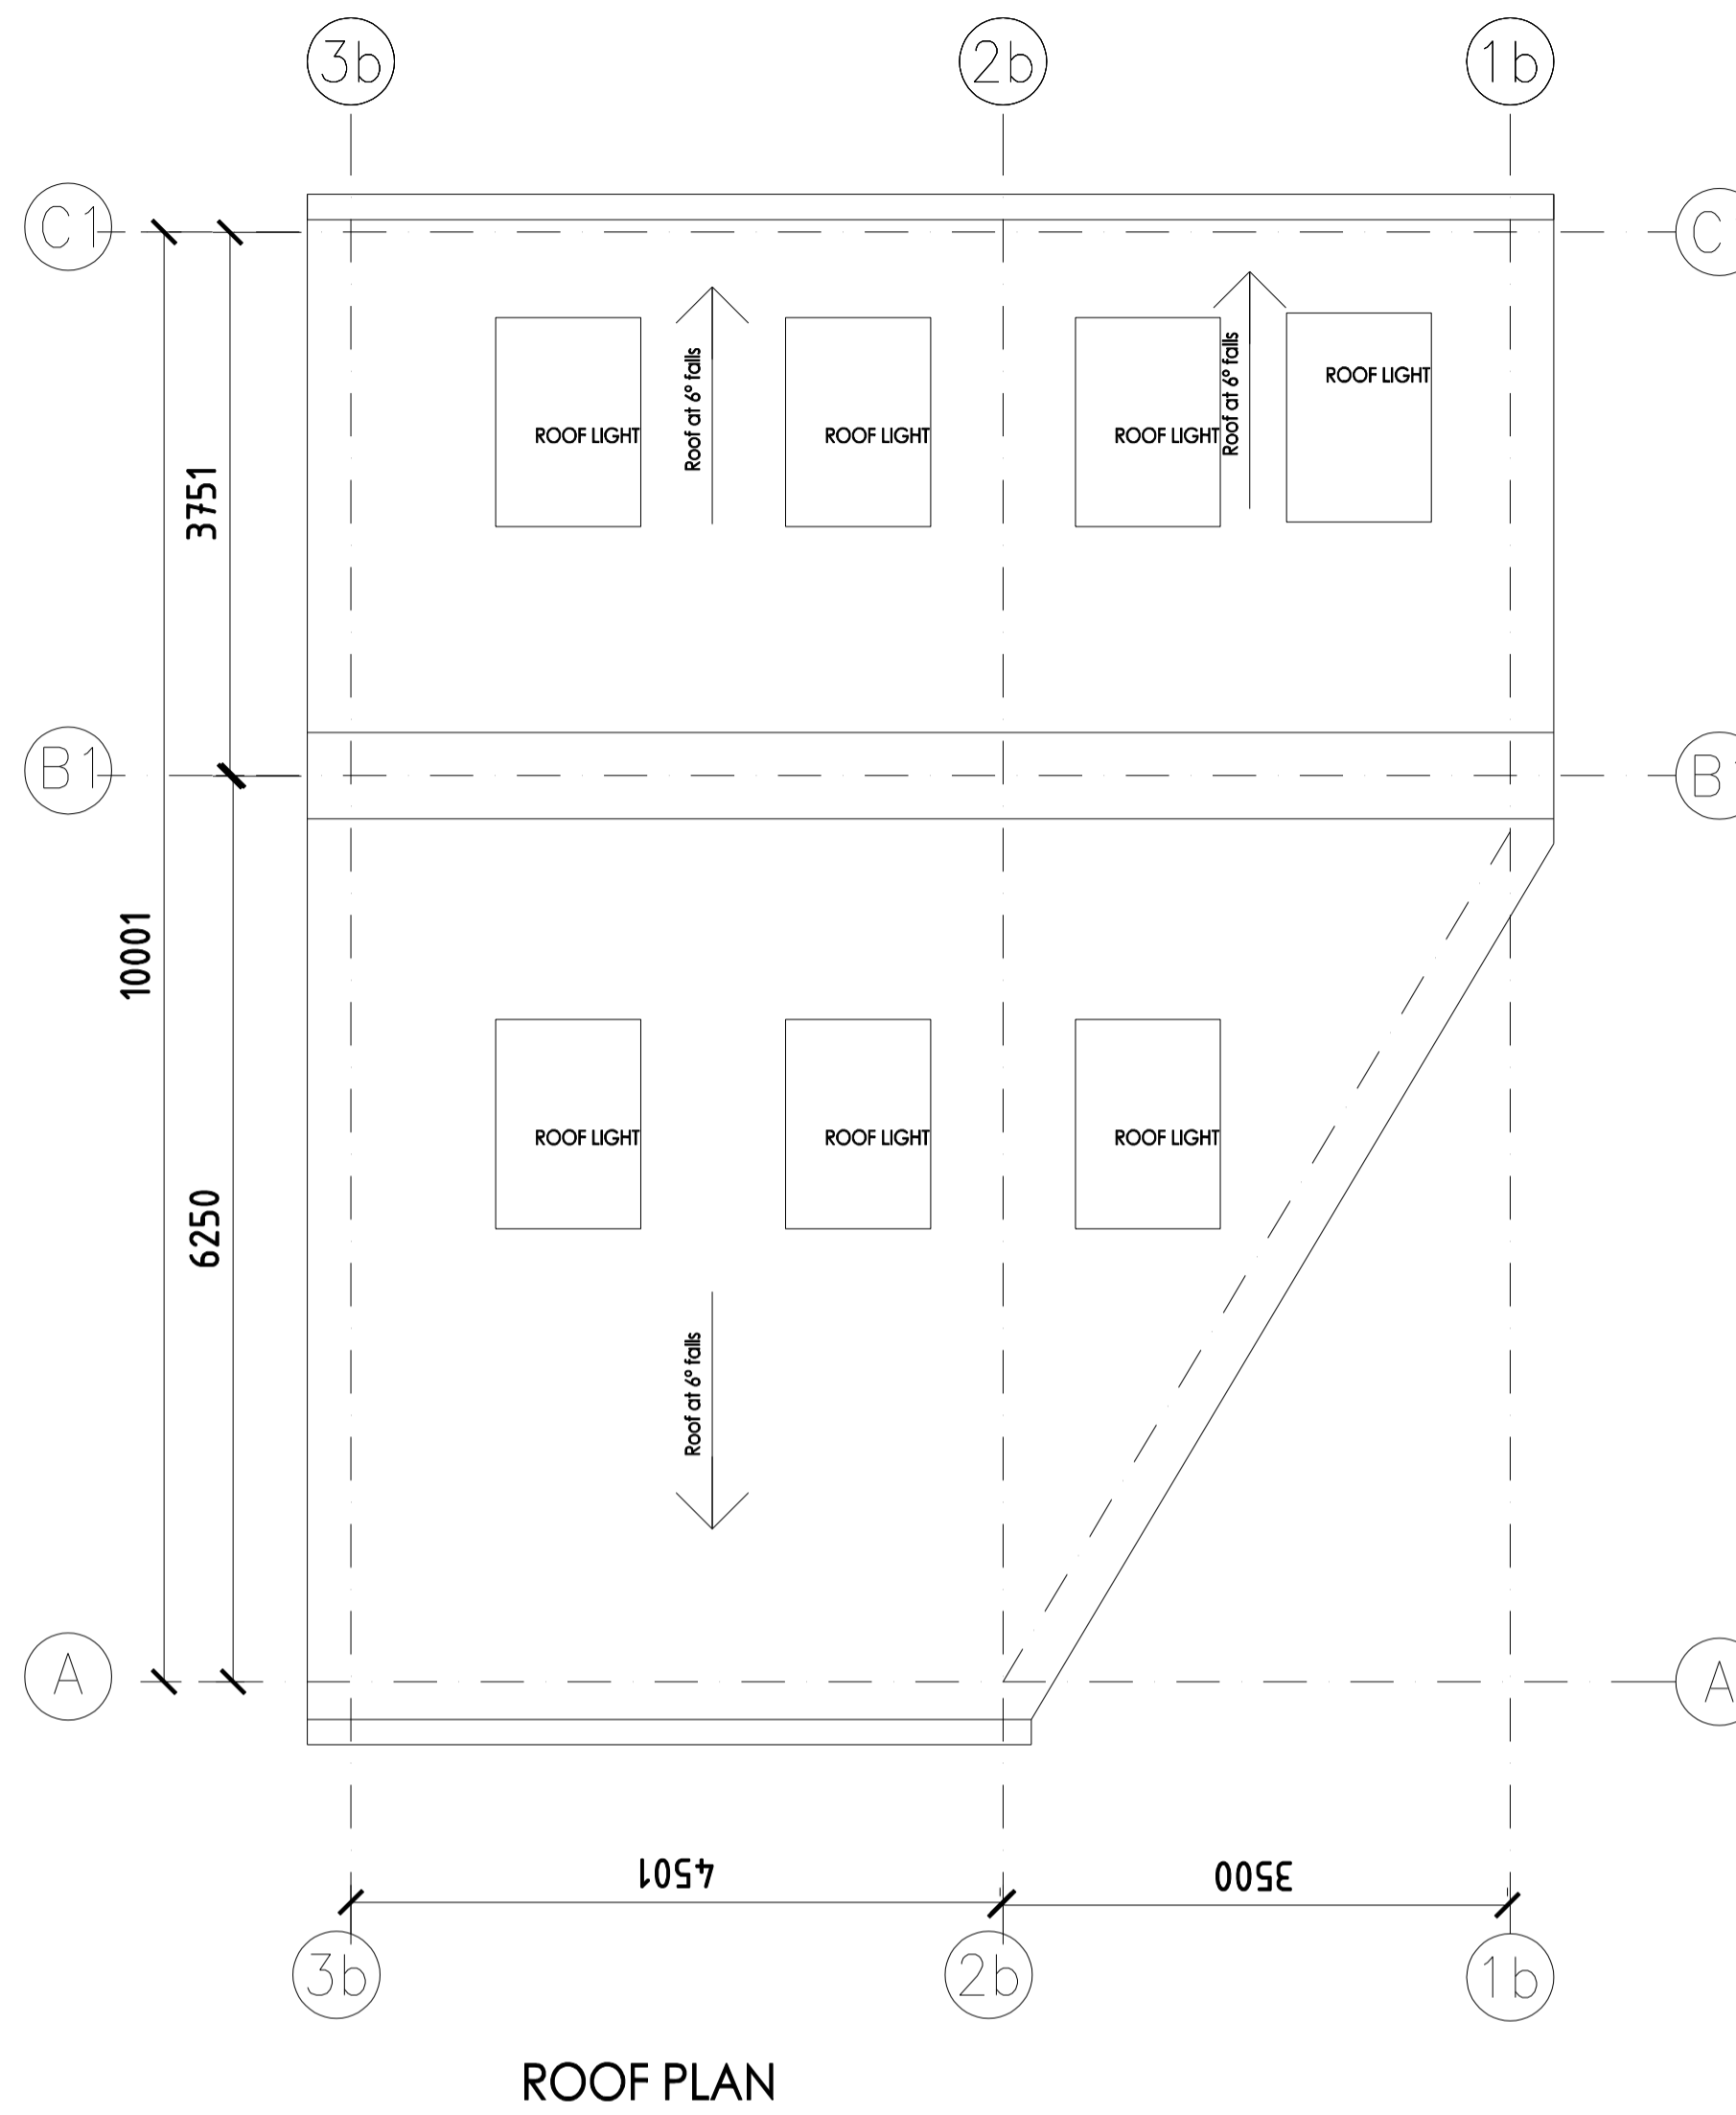 3b
2b
1b
C1
C
ROOF LIGHT
Roof at 6° falls
ROOF LIGHT
ROOF LIGHT
Roof at 6° falls
ROOF LIGHT
3751
B1
B1
10001
ROOF LIGHT
ROOF LIGHT
ROOF LIGHT
6250
Roof at 6° falls
A
A
4501
3500
3b
2b
1b
ROOF PLAN